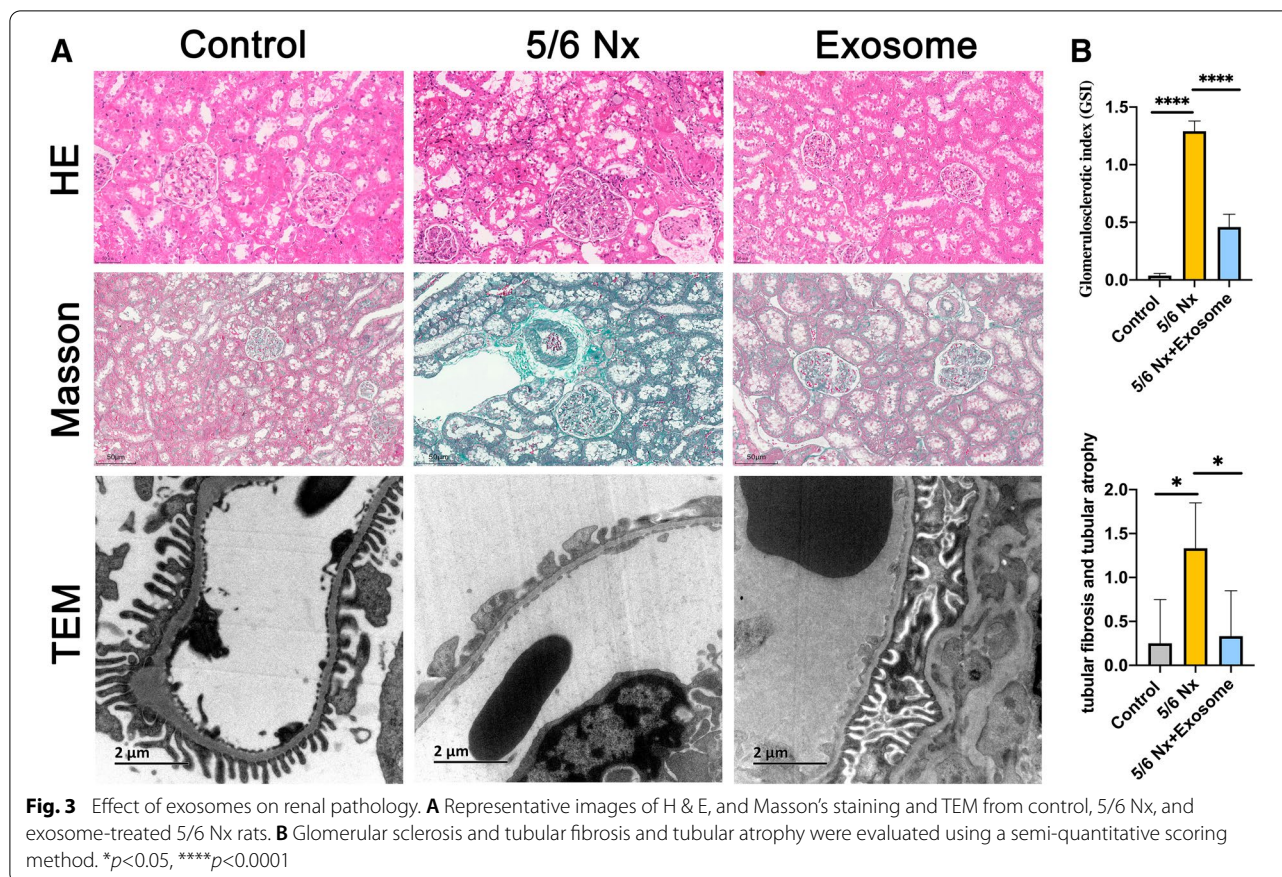 A
Control
5/6 Nx
Exosome
B
HE
Masson
50μm
50μm
50μm
TEM
2 μm
2 μm
2 μm
Glomerulosclerotic index (GSI)
****
****
1.5
1.0
0.5
0.0
Control
5/6 Nx
5/6 Nx+Exosome
tubular fibrosis and tubular atrophy
*
*
2.0
1.5
1.0
0.5
0.0
Control
5/6 Nx
5/6 Nx+Exosome
Fig. 3 Effect of exosomes on renal pathology. A Representative images of H & E, and Masson's staining and TEM from control, 5/6 Nx, and
exosome-treated 5/6 Nx rats. B Glomerular sclerosis and tubular fibrosis and tubular atrophy were evaluated using a semi-quantitative scoring
method. *p<0.05, ****p<0.0001